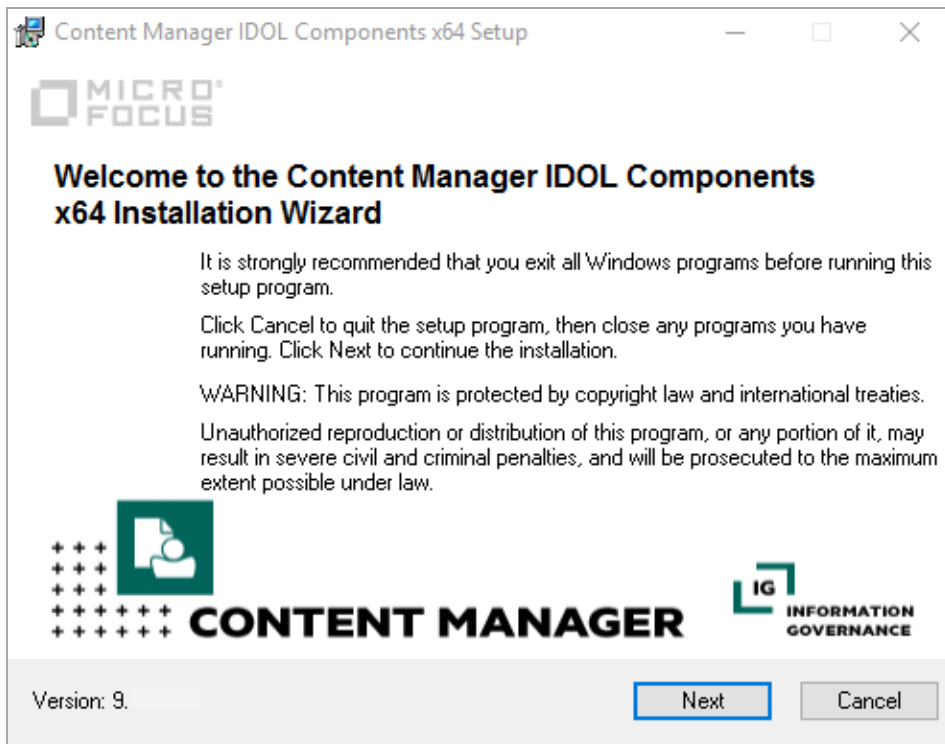 Content Manager IDOL Components x64 Setup
MICRO
FOCUS
Welcome to the Content Manager IDOL Components
x64 Installation Wizard
It is strongly recommended that you exit all Windows programs before running this
setup program.
Click Cancel to quit the setup program, then close any programs you have
running. Click Next to continue the installation.
WARNING: This program is protected by copyright law and international treaties.
Unauthorized reproduction or distribution of this program, or any portion of it, may
result in severe civil and criminal penalties, and will be prosecuted to the maximum
extent possible under law.
CONTENT MANAGER
IG
INFORMATION
GOVERNANCE
Version: 9.
Next
Cancel